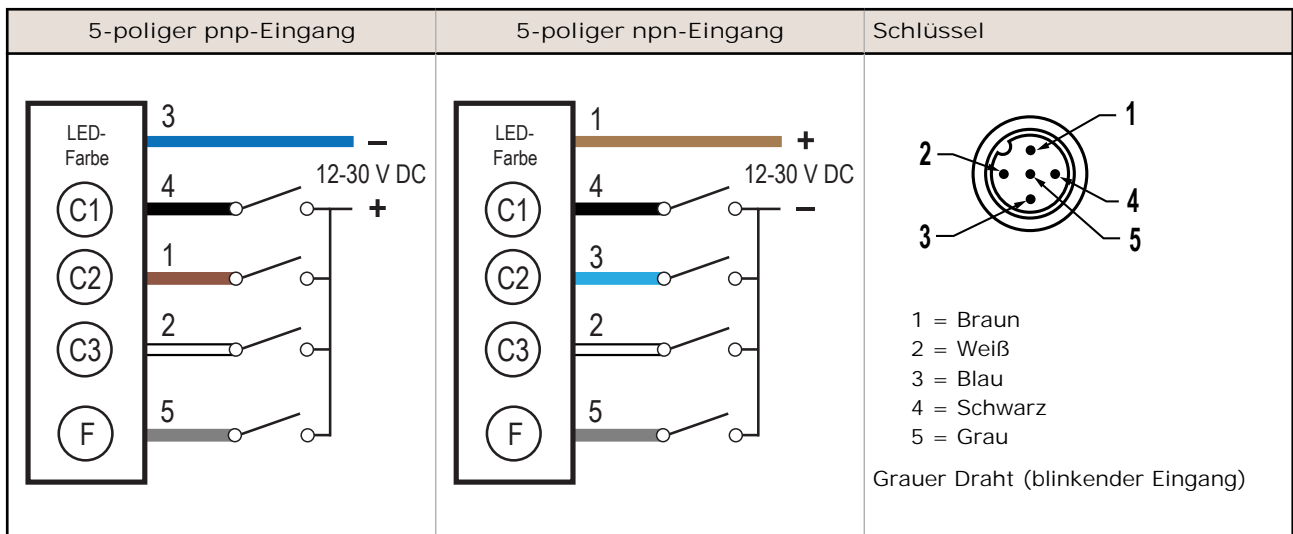 5-poliger pnp-Eingang
5-poliger npn-Eingang
Schlüssel
LED-
Farbe
3
–
12-30 V DC
C1
4
+
C2
1
C3
2
F
5
LED-
Farbe
1
+
12-30 V DC
C1
4
–
C2
3
C3
2
F
5
1
2
4
3
5
1 = Braun
2 = Weiß
3 = Blau
4 = Schwarz
5 = Grau
Grauer Draht (blinkender Eingang)